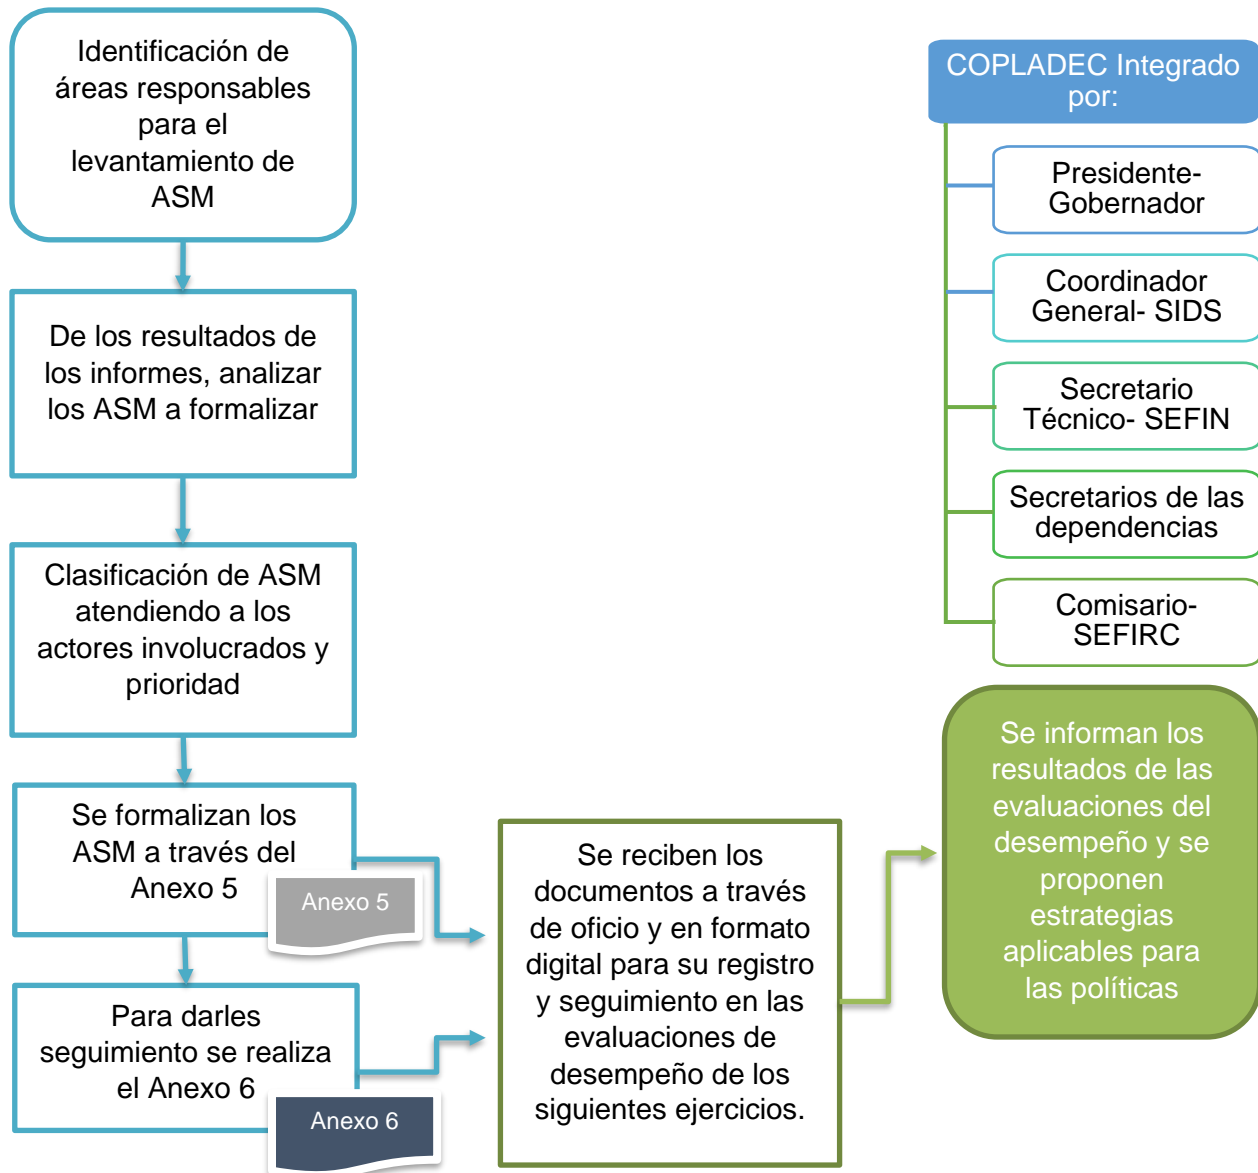 Identificación de
áreas responsables
para el
levantamiento de
ASM
De los resultados de
los informes, analizar
los ASM a formalizar
Clasificación de ASM
atendiendo a los
actores involucrados y
prioridad
Se formalizan los
ASM a través del
Anexo 5
Anexo 5
Para darles
seguimiento se realiza
el Anexo 6
Anexo 6
Se reciben los
documentos a través
de oficio y en formato
digital para su registro
y seguimiento en las
evaluaciones de
desempeño de los
siguientes ejercicios.
COPLADEC Integrado
por:
Presidente-
Gobernador
Coordinador
General- SIDS
Secretario
Técnico- SEFIN
Secretarios de las
dependencias
Comisario-
SEFIRC
Se informan los
resultados de las
evaluaciones del
desempeño y se
proponen
estrategias
aplicables para
las políticas